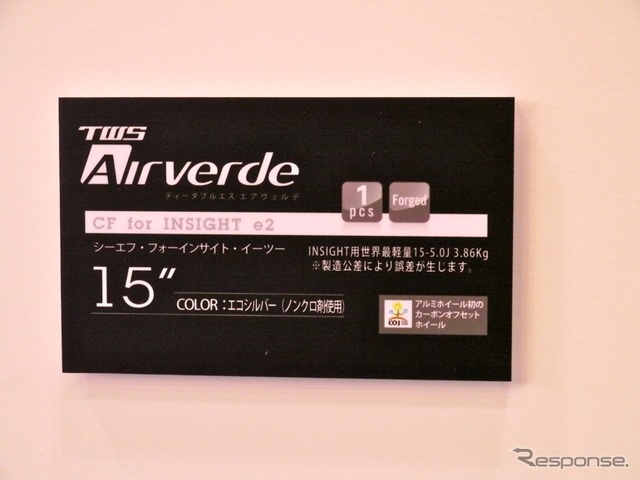 TWS
Airverde
ティーダブルエス エアウェルデ
1 pcs
Forged
CF for INSIGHT e2
シーエフ・フォーインサイト・イーツー
INSIGHT用世界最軽量15-5.0J 3.86Kg
※製造公差により誤差が生じます。
15″
COLOR：エコシルバー（ノンクロ剤使用）
COJ
アルミホイール初の
カーボンオフセット
ホイール
Response.